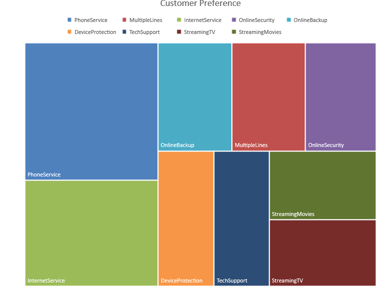 Customer Preference
PhoneService MultipleLines InternetService OnlineSecurity OnlineBackup
DeviceProtection TechSupport StreamingTV StreamingMovies
PhoneService
OnlineBackup
MultipleLines
OnlineSecurity
InternetService
DeviceProtection
TechSupport
StreamingMovies
StreamingTV